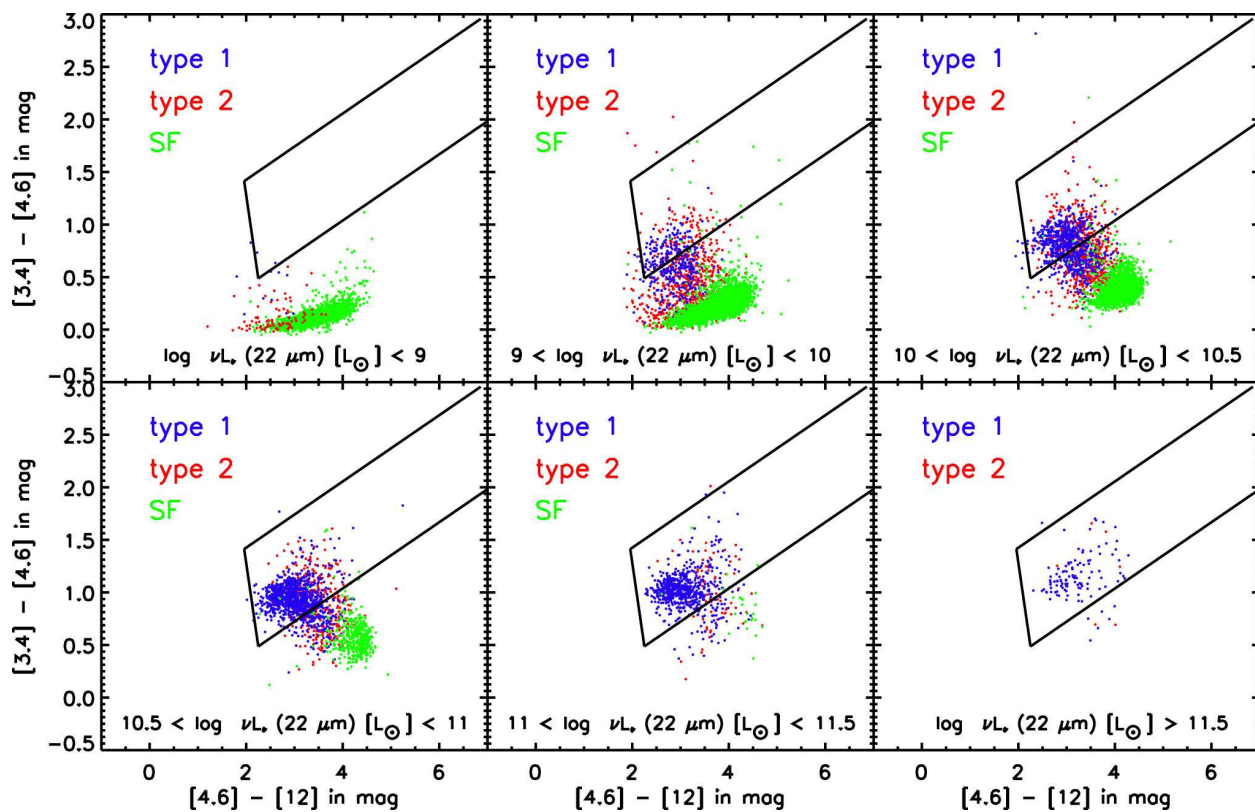 [3.4] - [4.6] in mag
3.0
2.5
2.0
1.5
1.0
0.5
0.0
-0.5
type 1
type 2
SF
log νL, (22 μm) [L⊙] < 9
type 1
type 2
SF
9 < log νL, (22 μm) [L⊙] < 10
type 1
type 2
SF
10 < log νL, (22 μm) [L⊙] < 10.5
[3.4] - [4.6] in mag
3.0
2.5
2.0
1.5
1.0
0.5
0.0
-0.5
type 1
type 2
SF
10.5 < log νL, (22 μm) [L⊙] < 11
type 1
type 2
SF
11 < log νL, (22 μm) [L⊙] < 11.5
type 1
type 2
log νL, (22 μm) [L⊙] > 11.5
0 2 4 6
0 2 4 6
0 2 4 6
[4.6] - [12] in mag
[4.6] - [12] in mag
[4.6] - [12] in mag